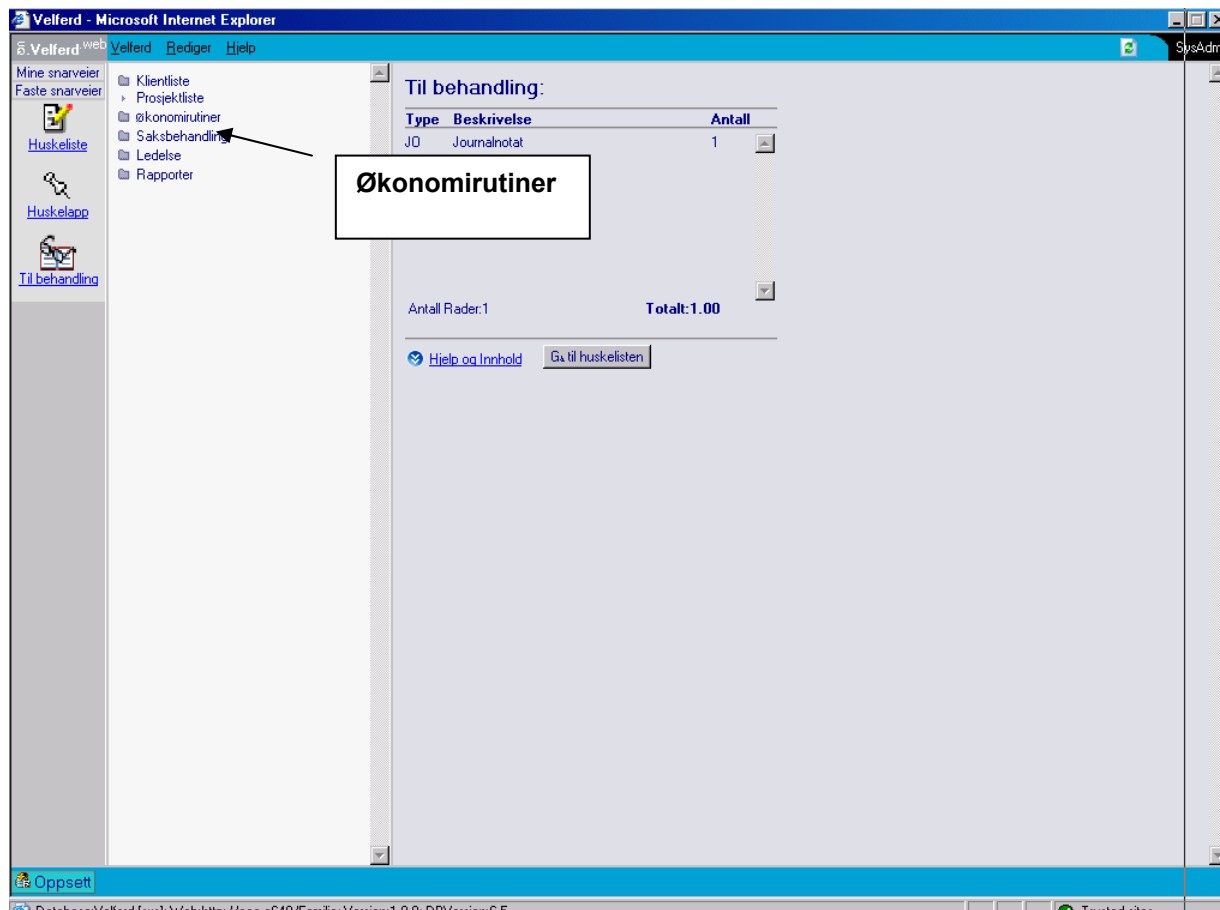 Velferd - Microsoft Internet Explorer
Velferd web Velferd Rediger Hjelp
SysAdm
Mine snarveier
Faste snarveier
Huskeliste
Huskelapp
Til behandling
Klientliste
Prosjektliste
økonomirutiner
Saksbehandling
Ledelse
Rapporter
Økonomirutiner
Til behandling:
Type Beskrivelse Antall
JO Journalnotat 1
Antall Rader:1 Totalt:1.00
Hjelp og Innhold
til huskelisten
Oppsett